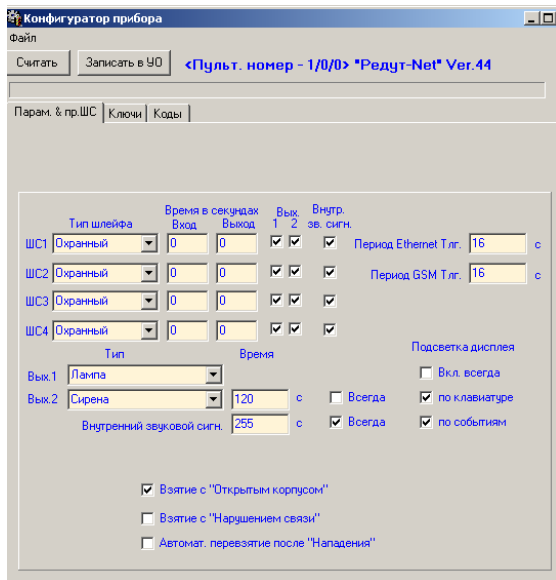 Конфигуратор прибора
Файл
Считать Записать в УО <Пульт. номер - 1/0/0> "Редут-Net" Ver.44
Парам. & пр.ШС Ключи Коды
Время в секундах Вых. Внутр.
Тип шлейфа Вход Выход 1 2 зв. сигн.
ШС1 Охранный 0 0 Период Ethernet Тлг. 16 с
ШС2 Охранный 0 0 Период GSM Тлг. 16 с
ШС3 Охранный 0 0
ШС4 Охранный 0 0
Тип Время Подсветка дисплея
Вых.1 Лампа Вкл. всегда
Вых.2 Сирена 120 с Всегда по клавиатуре
Внутренний звуковой сигн. 255 с Всегда по событиям
Взятие с "Открытым корпусом"
Взятие с "Нарушением связи"
Автомат. перевзятие после "Нападения"